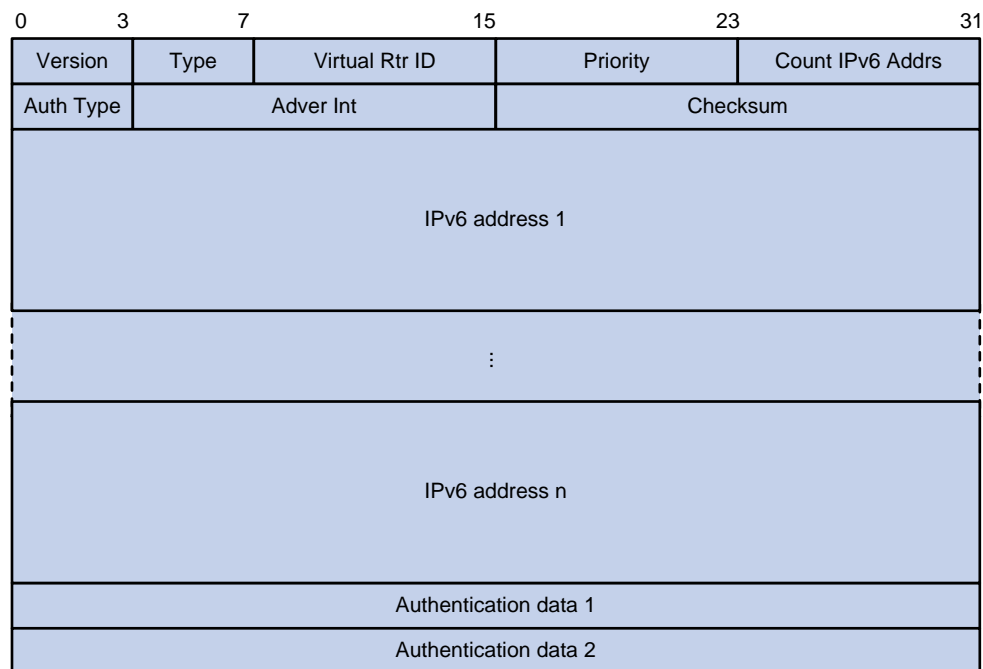 0 3 7 15 23 31
Version Type Virtual Rtr ID Priority Count IPv6 Addrs
Auth Type Adver Int Checksum
IPv6 address 1
...
IPv6 address n
Authentication data 1
Authentication data 2